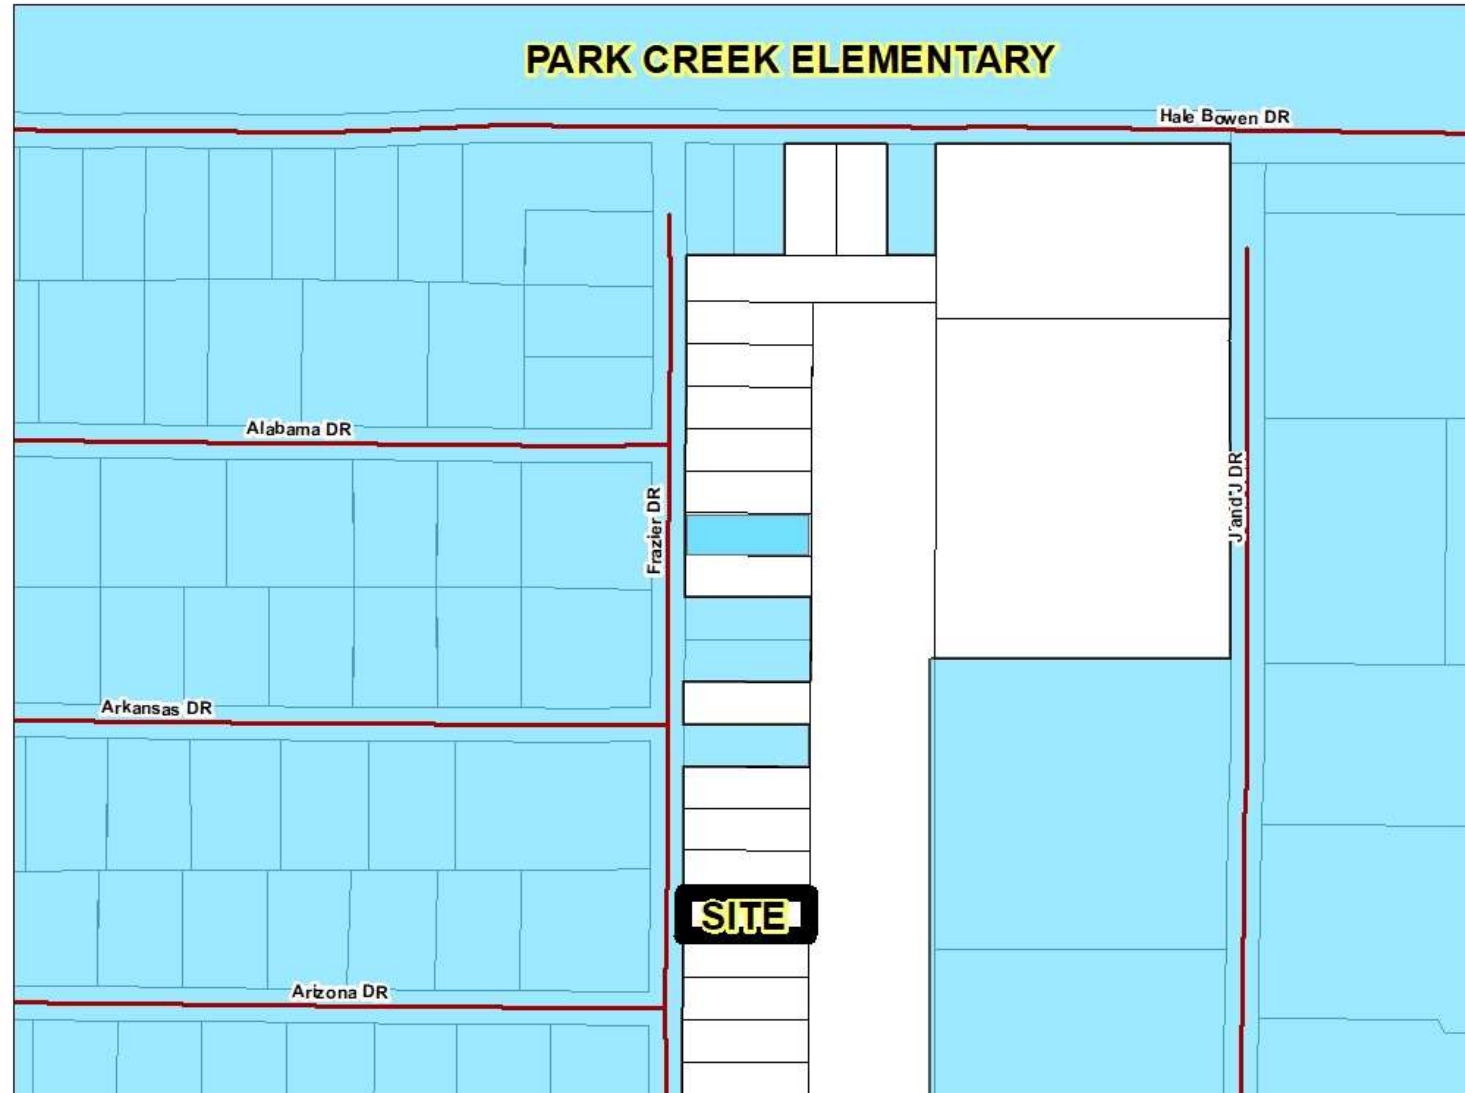 PARK CREEK ELEMENTARY
Hale Bowen DR
Alabama DR
Frazier DR
J and J DR
Arkansas DR
SITE
Arizona DR